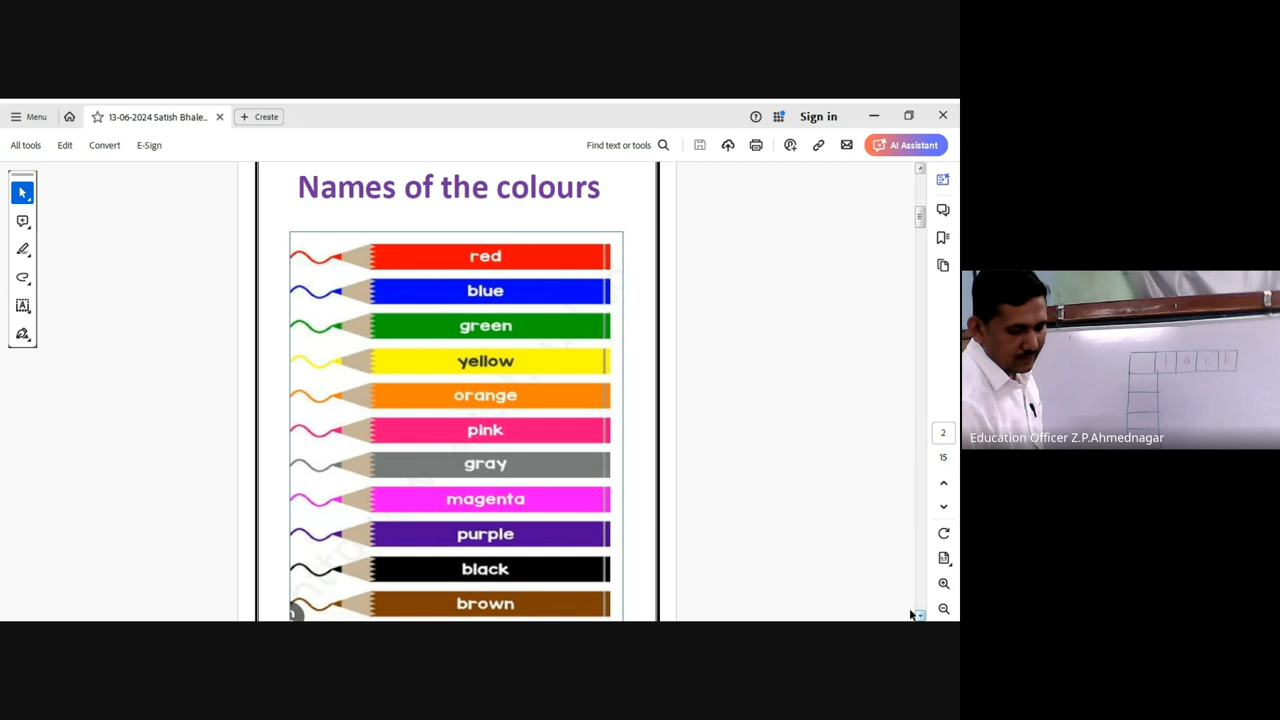 Menu
13-06-2024 Satish Bhale..
Create
Sign in
All tools
Edit
Convert
E-Sign
Find text or tools
AI Assistant
Names of the colours
red
blue
green
yellow
orange
pink
gray
magenta
purple
black
brown
2
15
l a c k
Education Officer Z.P.Ahmednagar